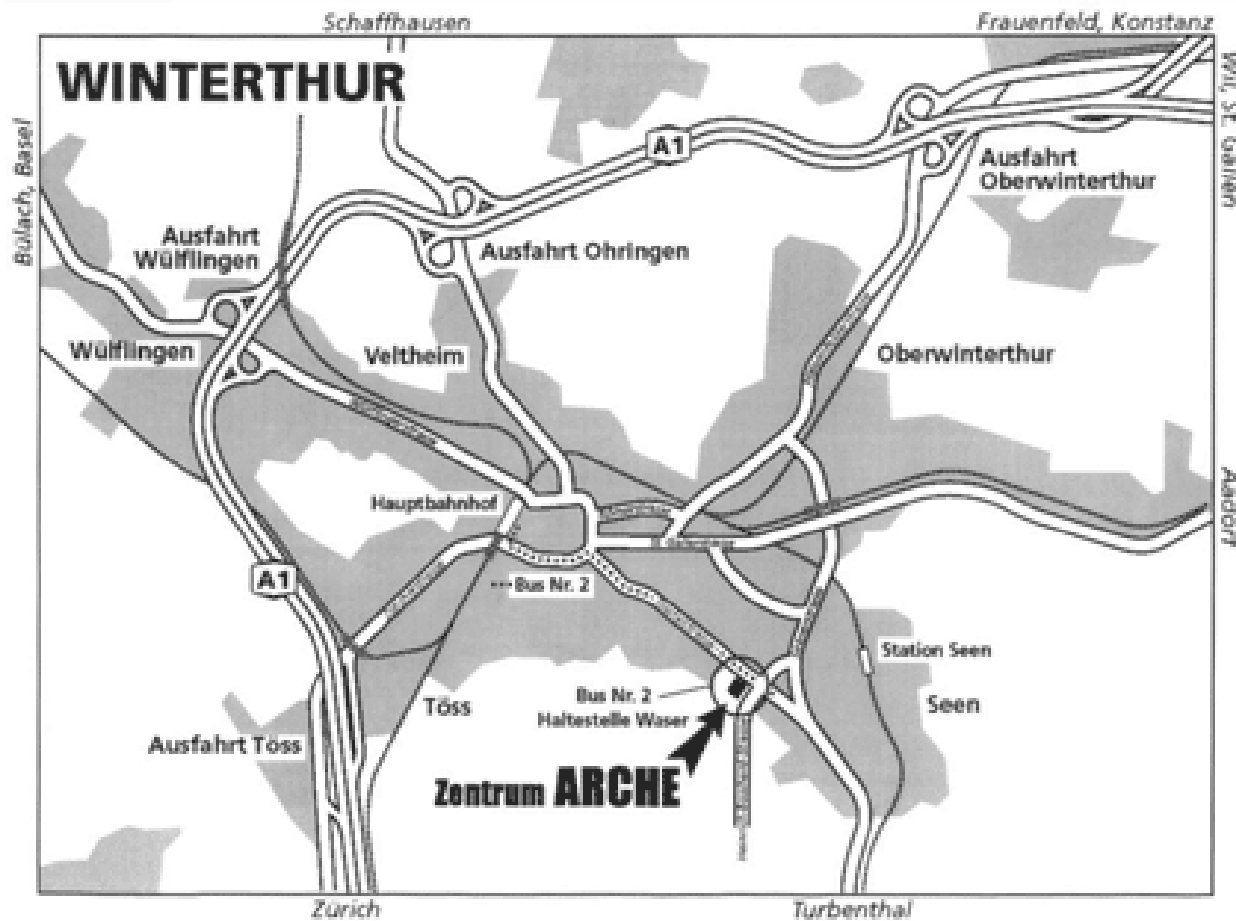 Schaffhausen
Frauenfeld, Konstanz
WINTERTHUR
Wil, St. Gallen
Bülach, Basel
A1
Ausfahrt
Oberwinterthur
Ausfahrt
Wülflingen
Ausfahrt Ohringen
Wülflingen
Veltheim
Oberwinterthur
Hauptbahnhof
Aadorf
A1
Bus Nr. 2
Station Seen
Bus Nr. 2
Haltestelle Waser
Seen
Töss
Ausfahrt Töss
Zentrum ARCHE
Zürich
Turbenthal